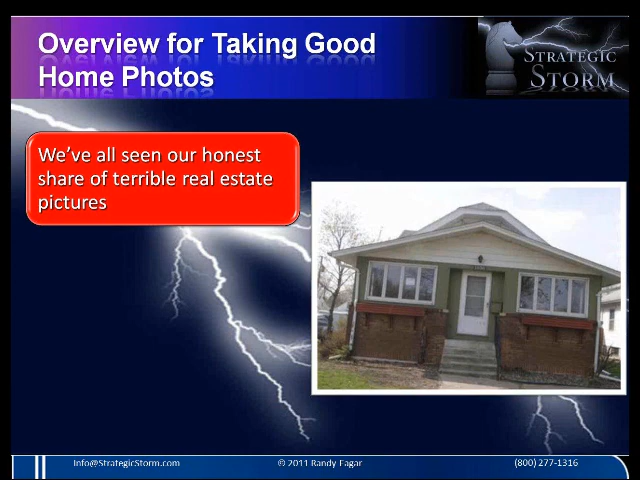 Overview for Taking Good
Home Photos
STRATEGIC
STORM
We've all seen our honest
share of terrible real estate
pictures
Info@StrategicStorm.com
© 2011 Randy Eagar
(800) 277-1316